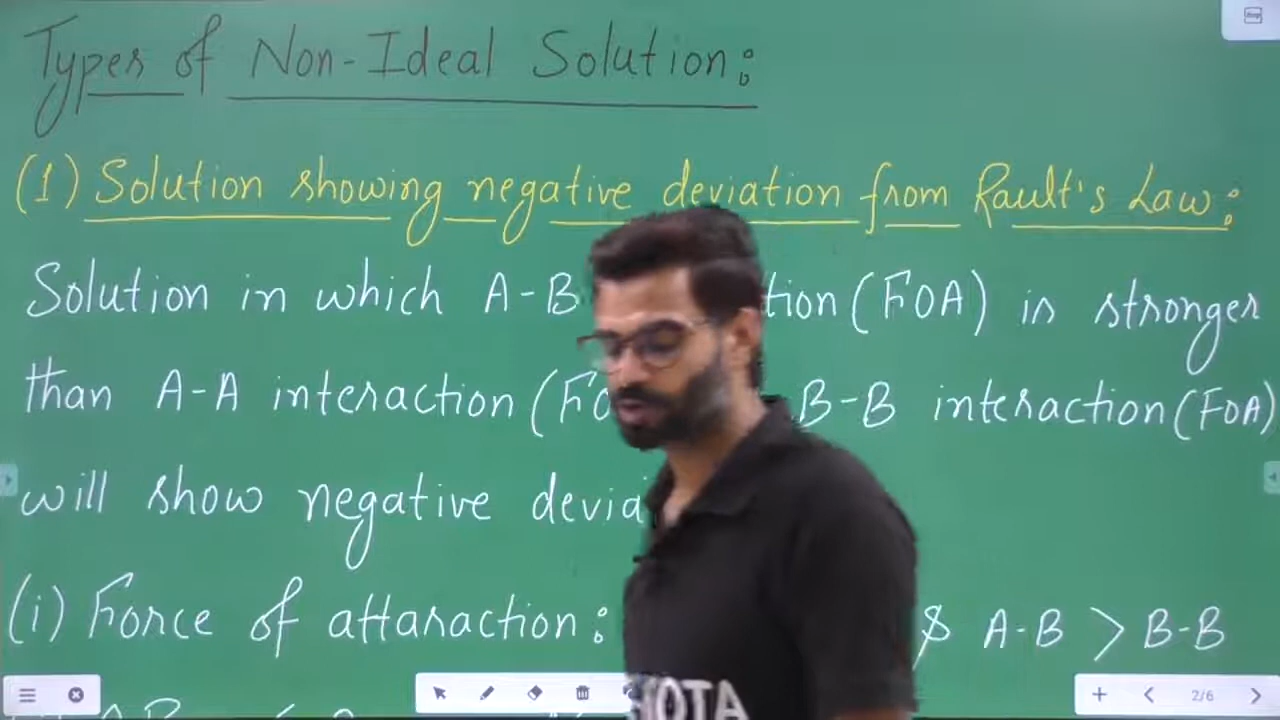 Types of Non-Ideal Solution:
(1) Solution showing negative deviation from Rault's Law:
Solution in which A-B tion (FOA) is stronger
than A-A interaction (FO B-B interaction (FOA)
will show negative devia
(i) Force of attaraction: & A-B > B-B
2/6
KOTA